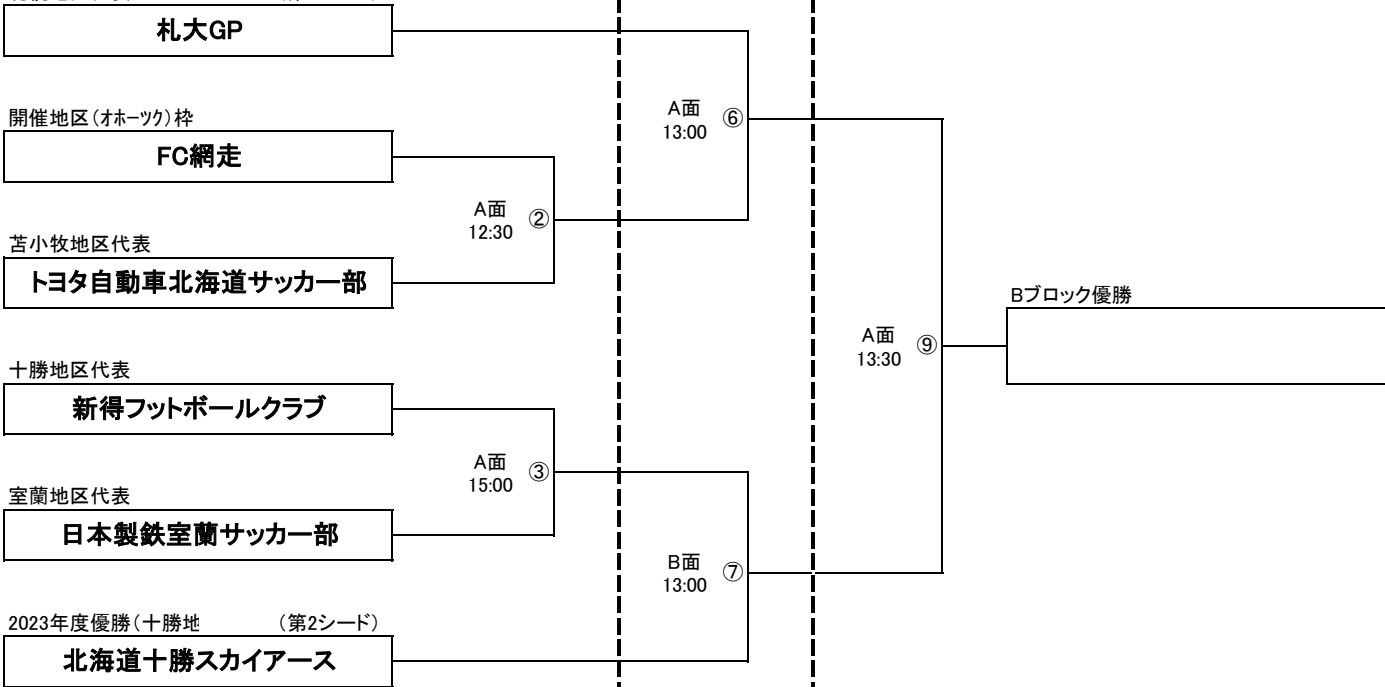 札大GP
開催地区(オホーツク)枠
FC網走
A面
13:00 ⑥
A面
12:30 ②
苫小牧地区代表
トヨタ自動車北海道サッカー部
Bブロック優勝
A面
13:30 ⑨
十勝地区代表
新得フットボールクラブ
A面
15:00 ③
室蘭地区代表
日本製鉄室蘭サッカー部
B面
13:00 ⑦
2023年度優勝(十勝地 (第2シード)
北海道十勝スカイアース